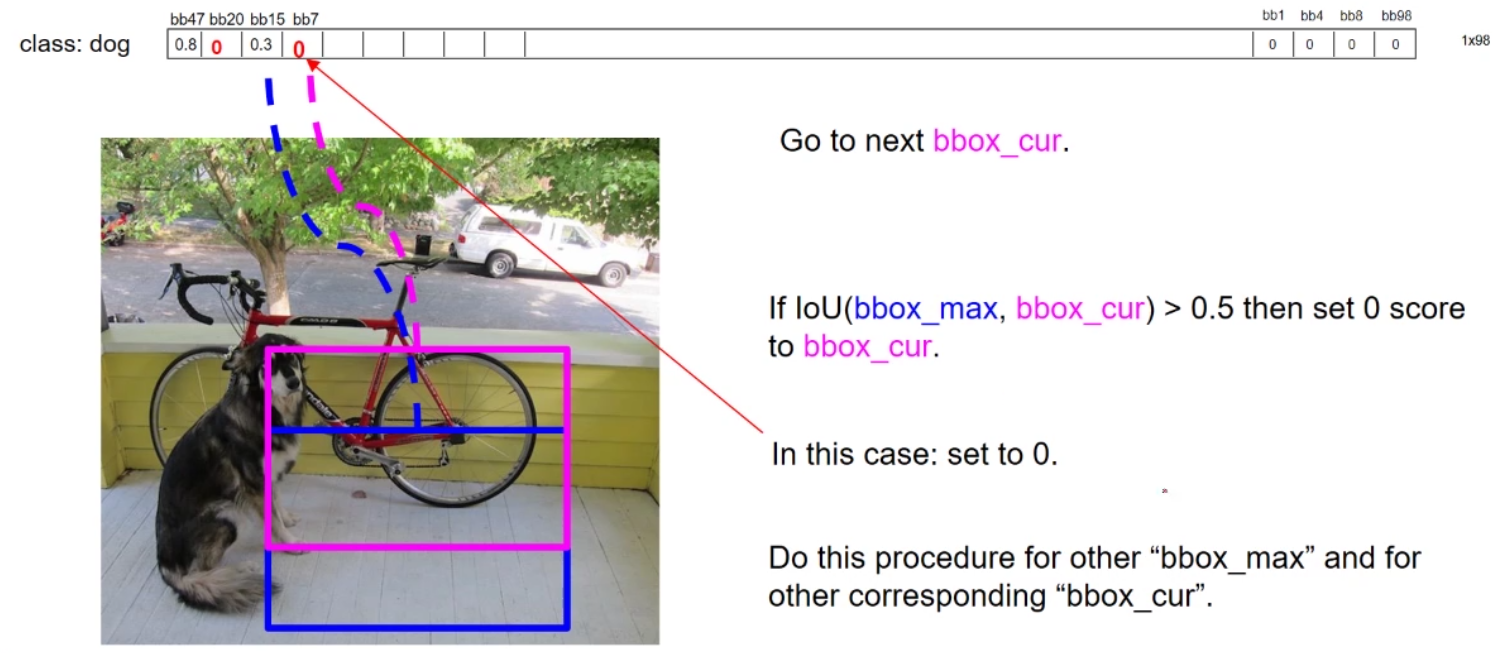 bb47 bb20 bb15 bb7
bb1 bb4 bb8 bb98
class: dog 0.8 0 0.3 0 0 0 0 0 1x98
Go to next bbox_cur.
If IoU(bbox_max, bbox_cur) > 0.5 then set 0 score
to bbox_cur.
In this case: set to 0.
Do this procedure for other “bbox_max” and for
other corresponding “bbox_cur”.